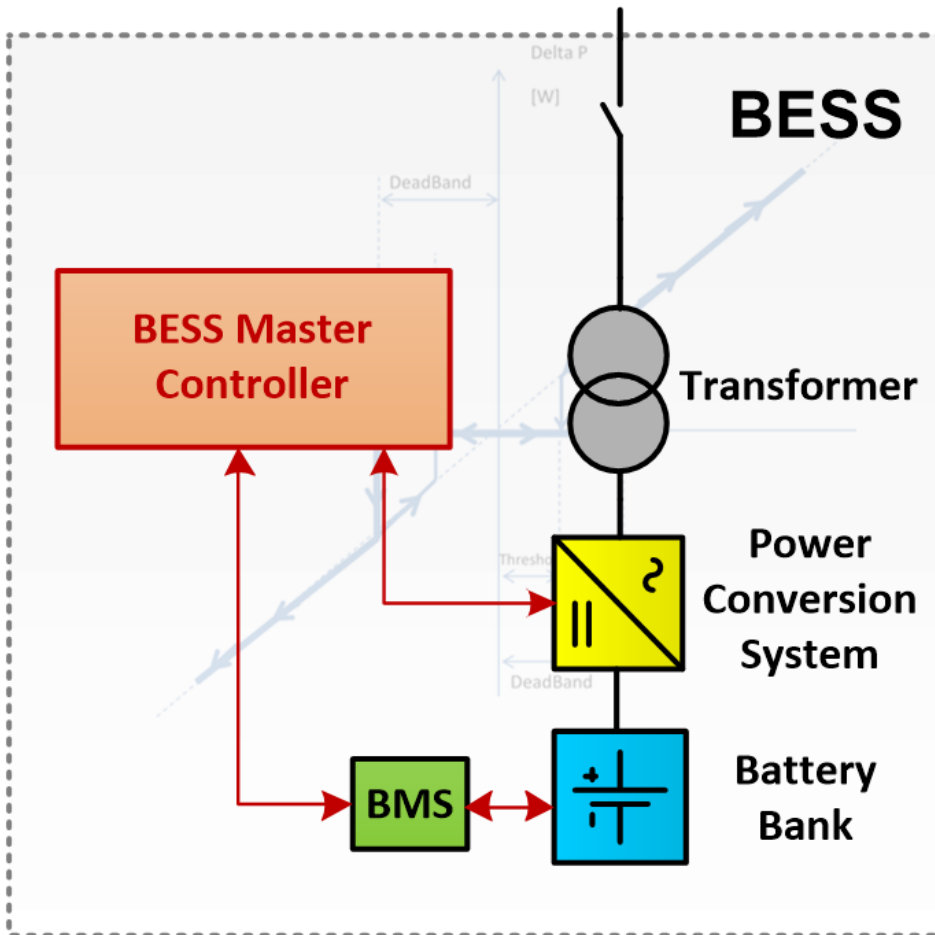 Delta P
[W]
BESS
DeadBand
BESS Master
Controller
Transformer
Power
Conversion
System
DeadBand
Battery
Bank
BMS